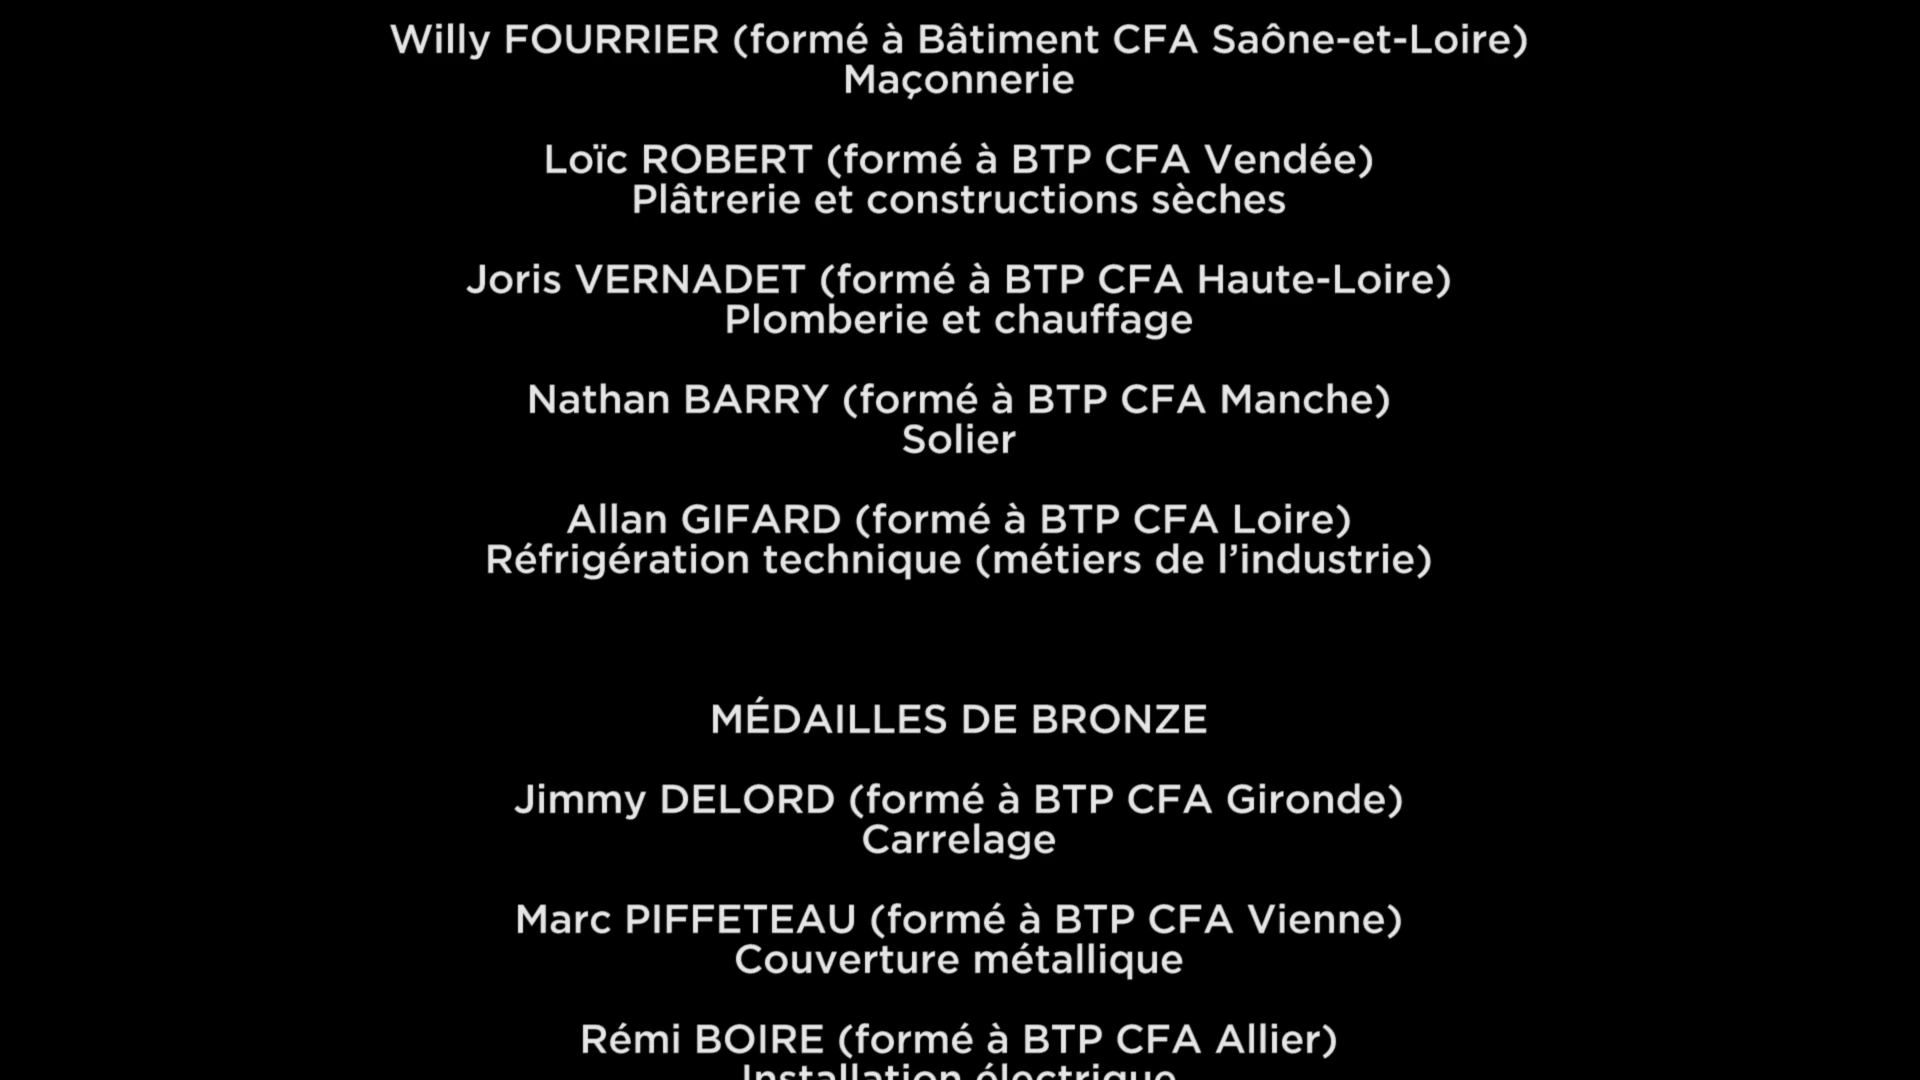 Willy FOURRIER (formé à Bâtiment CFA Saône-et-Loire)
Maçonnerie
Loïc ROBERT (formé à BTP CFA Vendée)
Plâtrerie et constructions sèches
Joris VERNADET (formé à BTP CFA Haute-Loire)
Plomberie et chauffage
Nathan BARRY (formé à BTP CFA Manche)
Solier
Allan GIFARD (formé à BTP CFA Loire)
Réfrigération technique (métiers de l’industrie)
MÉDAILLES DE BRONZE
Jimmy DELORD (formé à BTP CFA Gironde)
Carrelage
Marc PIFFETEAU (formé à BTP CFA Vienne)
Couverture métallique
Rémi BOIRE (formé à BTP CFA Allier)
Installation électrique